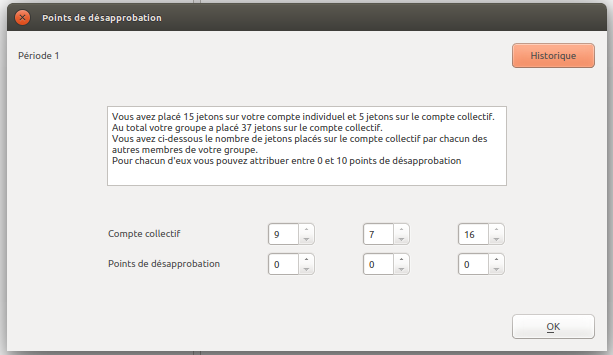 Points de désapprobation
Période 1
Historique
Vous avez placé 15 jetons sur votre compte individuel et 5 jetons sur le compte collectif.
Au total votre groupe a placé 37 jetons sur le compte collectif.
Vous avez ci-dessous le nombre de jetons placés sur le compte collectif par chacun des
autres membres de votre groupe.
Pour chacun d'eux vous pouvez attribuer entre 0 et 10 points de désapprobation
Compte collectif 9 7 16
Points de désapprobation 0 0 0
OK